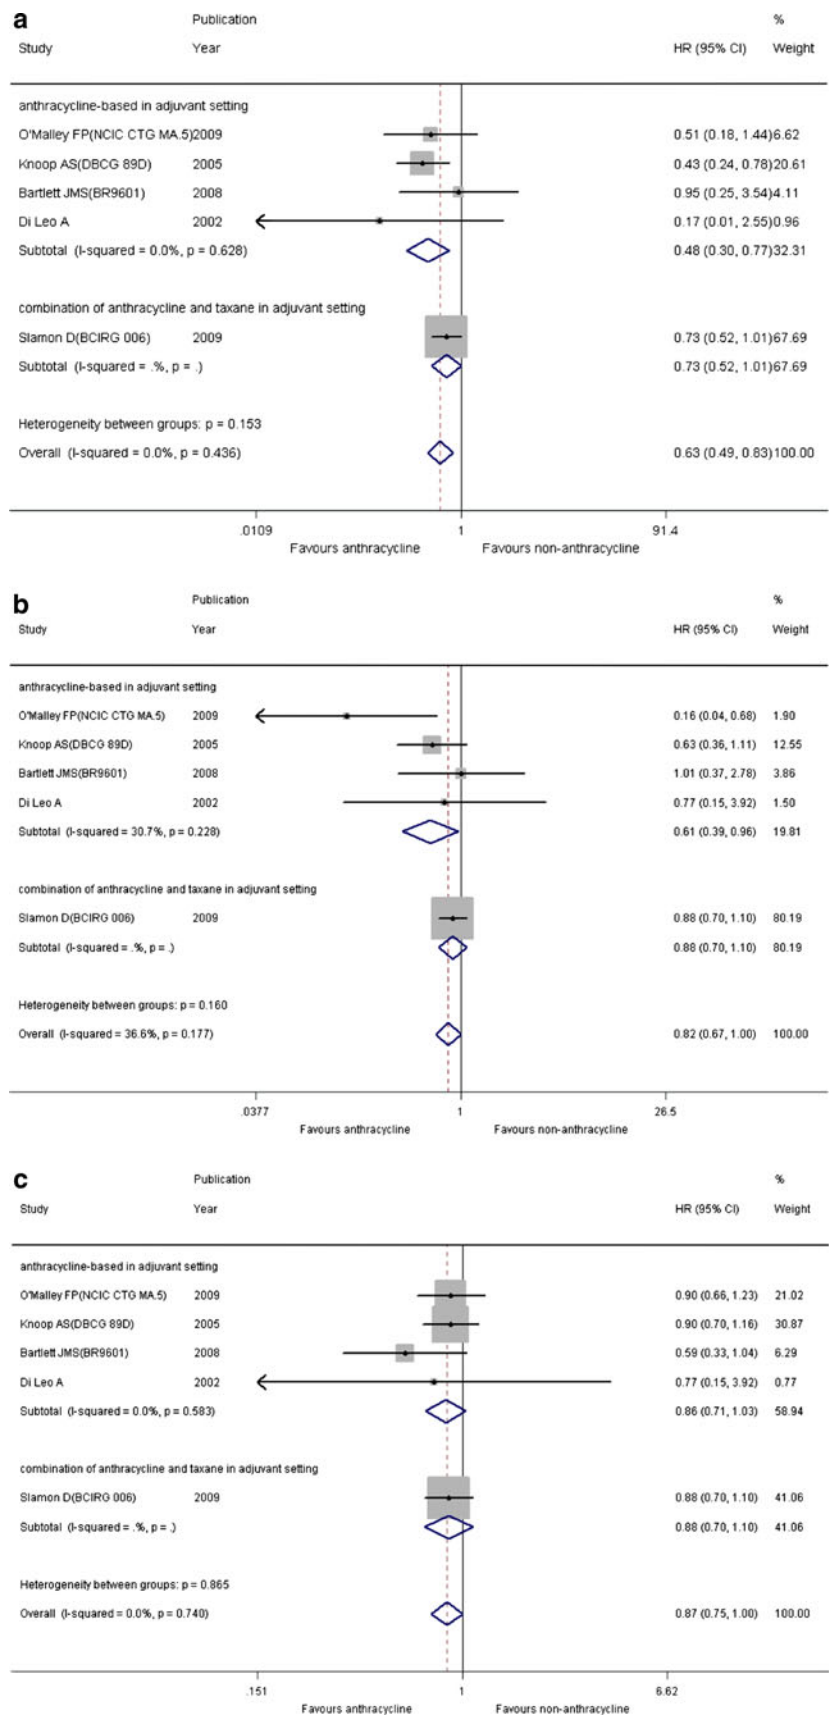 a
Publication %
Study Year HR (95% CI) Weight
anthracycline-based in adjuvant setting
O'Malley FP(NCIC CTG MA.5)2009 0.51 (0.18, 1.44)6.62
Knoop AS(DBCG 89D) 2005 0.43 (0.24, 0.78)20.61
Bartlett JMS(BR9601) 2008 0.95 (0.25, 3.54)4.11
Di Leo A 2002 0.17 (0.01, 2.55)0.96
Subtotal (I-squared = 0.0%, p = 0.628) 0.48 (0.30, 0.77)32.31
combination of anthracycline and taxane in adjuvant setting
Slamon D(BCIRG 006) 2009 0.73 (0.52, 1.01)67.69
Subtotal (I-squared = .%, p = .) 0.73 (0.52, 1.01)67.69
Heterogeneity between groups: p = 0.153
Overall (I-squared = 0.0%, p = 0.436) 0.63 (0.49, 0.83)100.00
.0109 1 91.4
Favours anthracycline Favours non-anthracycline
b
Publication %
Study Year HR (95% CI) Weight
anthracycline-based in adjuvant setting
O'Malley FP(NCIC CTG MA.5) 2009 0.16 (0.04, 0.68) 1.90
Knoop AS(DBCG 89D) 2005 0.63 (0.36, 1.11) 12.55
Bartlett JMS(BR9601) 2008 1.01 (0.37, 2.78) 3.86
Di Leo A 2002 0.77 (0.15, 3.92) 1.50
Subtotal (I-squared = 30.7%, p = 0.228) 0.61 (0.39, 0.96) 19.81
combination of anthracycline and taxane in adjuvant setting
Slamon D(BCIRG 006) 2009 0.88 (0.70, 1.10) 80.19
Subtotal (I-squared = .%, p = .) 0.88 (0.70, 1.10) 80.19
Heterogeneity between groups: p = 0.160
Overall (I-squared = 36.6%, p = 0.177) 0.82 (0.67, 1.00) 100.00
.0377 1 26.5
Favours anthracycline Favours non-anthracycline
c
Publication %
Study Year HR (95% CI) Weight
anthracycline-based in adjuvant setting
O'Malley FP(NCIC CTG MA.5) 2009 0.90 (0.66, 1.23) 21.02
Knoop AS(DBCG 89D) 2005 0.90 (0.70, 1.16) 30.87
Bartlett JMS(BR9601) 2008 0.59 (0.33, 1.04) 6.29
Di Leo A 2002 0.77 (0.15, 3.92) 0.77
Subtotal (I-squared = 0.0%, p = 0.583) 0.86 (0.71, 1.03) 58.94
combination of anthracycline and taxane in adjuvant setting
Slamon D(BCIRG 006) 2009 0.88 (0.70, 1.10) 41.06
Subtotal (I-squared = .%, p = .) 0.88 (0.70, 1.10) 41.06
Heterogeneity between groups: p = 0.865
Overall (I-squared = 0.0%, p = 0.740) 0.87 (0.75, 1.00) 100.00
.151 1 6.62
Favours anthracycline Favours non-anthracycline